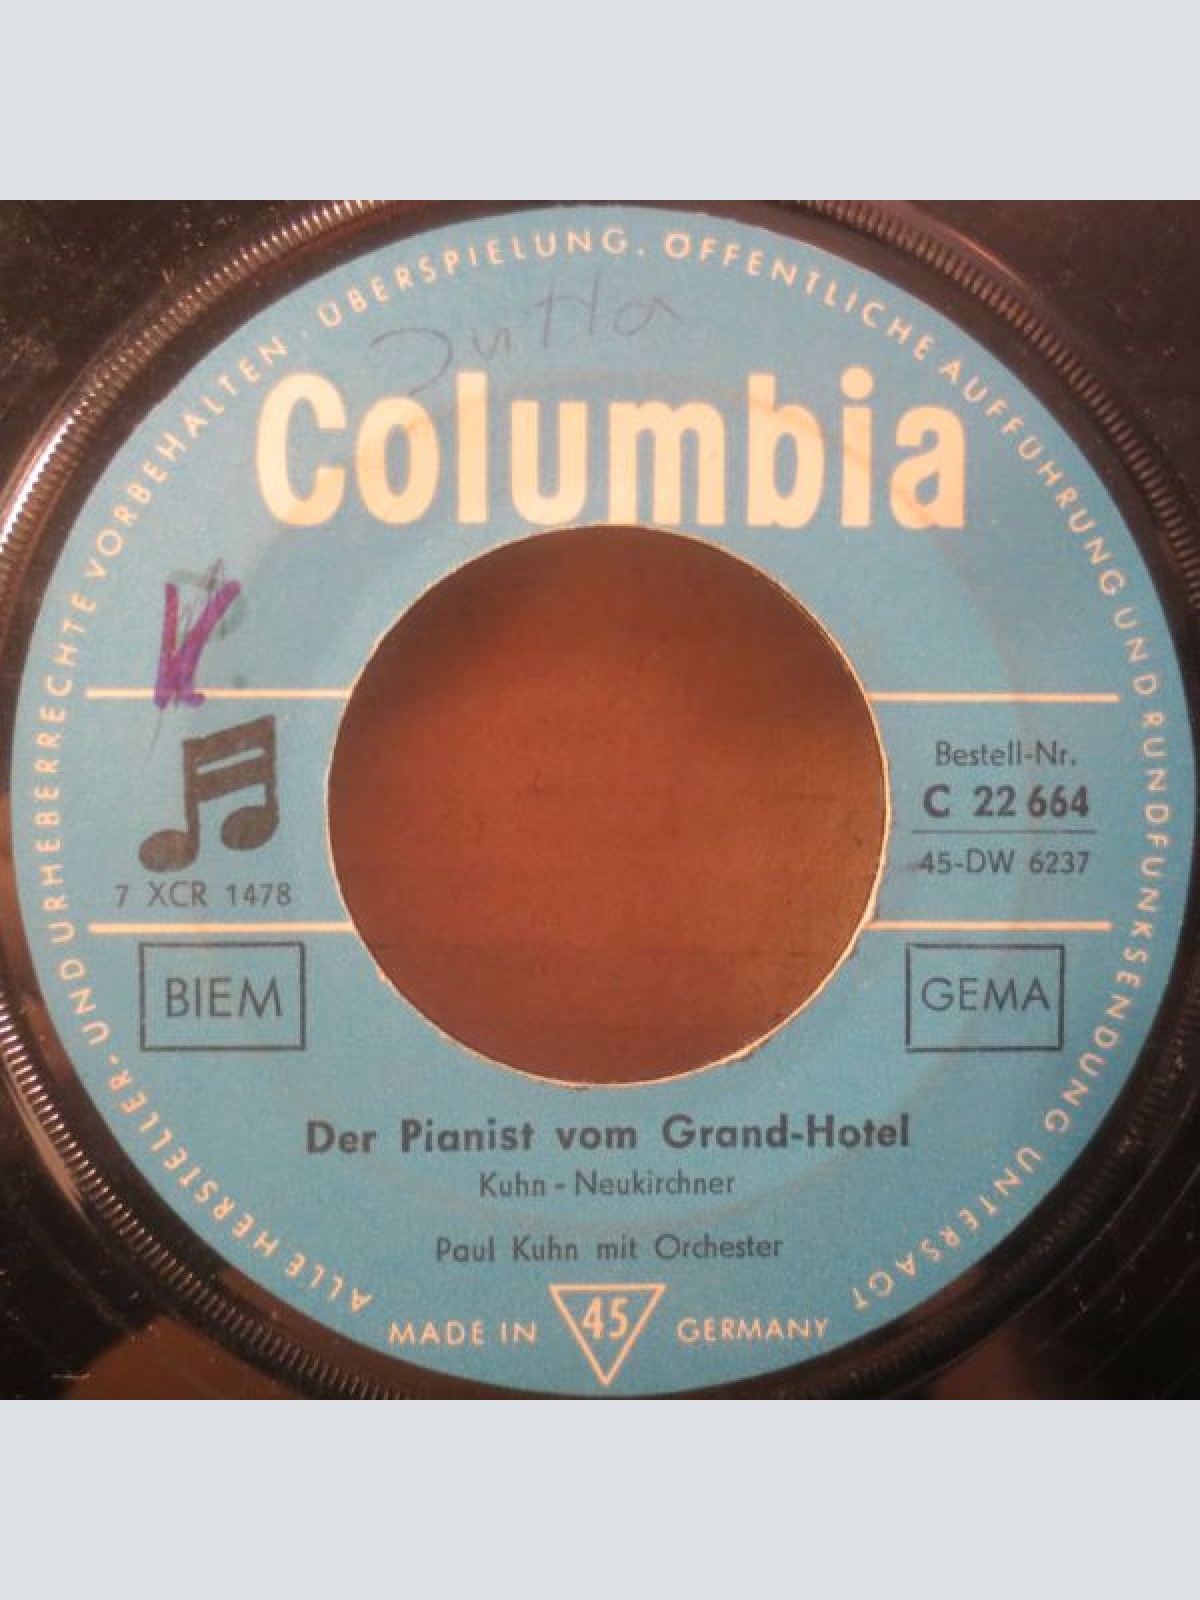 ALLE HERSTELLER- UND URHEBERRECHTE VORBEHALTEN . ÜBERSPIELUNG, ÖFFENTLICHE AUFFÜHRUNG UND RUNDFUNKSENDUNG UNTERSAGT
Jutta
Columbia
V
Bestell-Nr.
C 22 664
45-DW 6237
7 XCR 1478
BIEM
GEMA
Der Pianist vom Grand-Hotel
Kuhn - Neukirchner
Paul Kuhn mit Orchester
MADE IN 45 GERMANY